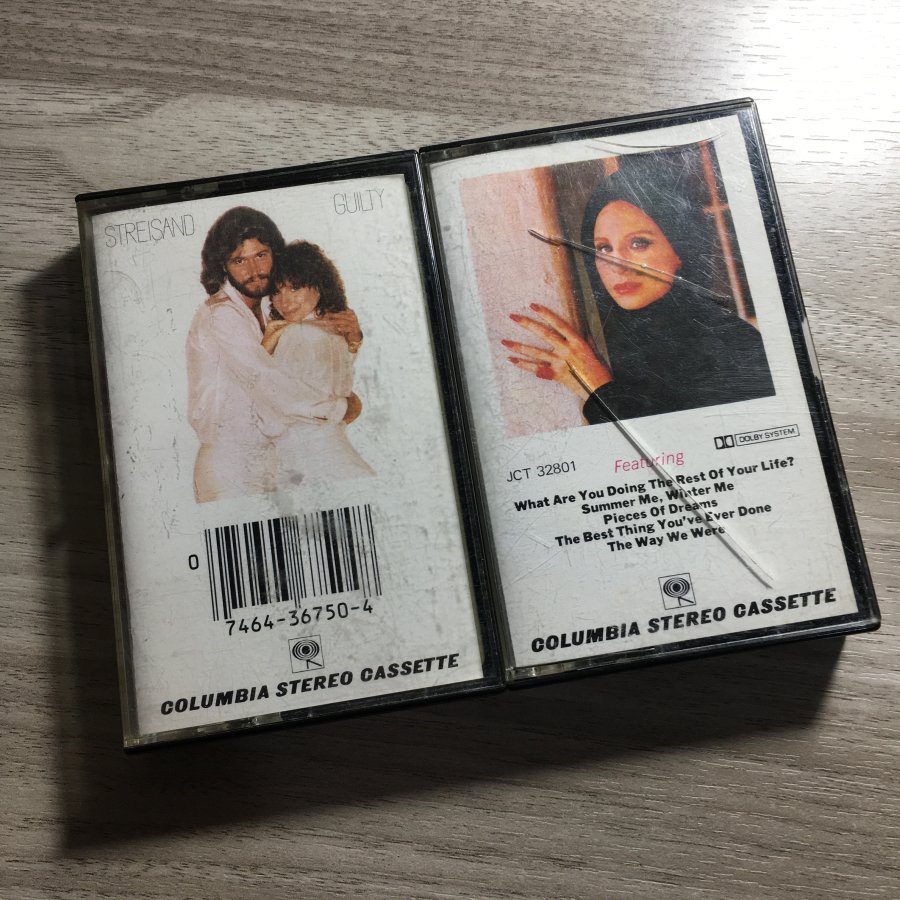 STREISAND
GUILTY
0
7464-36750-4
COLUMBIA STEREO CASSETTE
JCT 32801
DOLBY SYSTEM
Featuring
What Are You Doing The Rest Of Your Life?
Summer Me, Winter Me
Pieces Of Dreams
The Best Thing You've Ever Done
The Way We Were
COLUMBIA STEREO CASSETTE